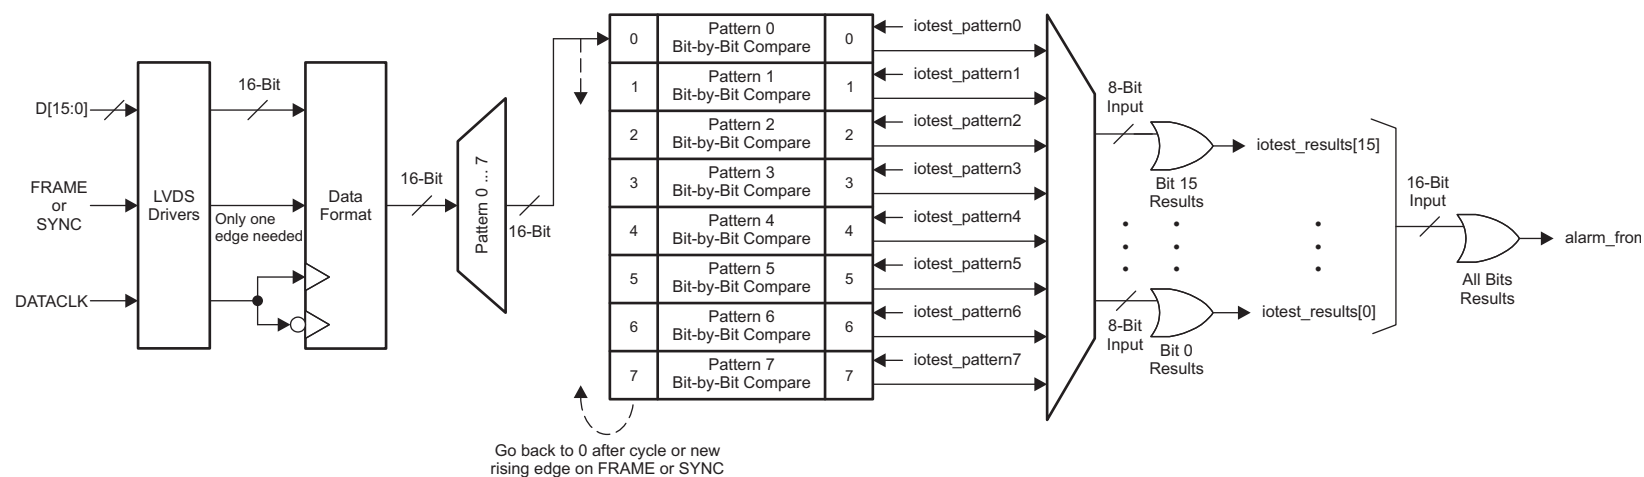 D[15:0]
FRAME
or
SYNC
DATACLK
LVDS
Drivers
16-Bit
Only one
edge needed
Data
Format
16-Bit
Pattern 0 ... 7
16-Bit
0
Pattern 0
Bit-by-Bit Compare
0
iotest_pattern0
1
Pattern 1
Bit-by-Bit Compare
1
iotest_pattern1
2
Pattern 2
Bit-by-Bit Compare
2
iotest_pattern2
3
Pattern 3
Bit-by-Bit Compare
3
iotest_pattern3
4
Pattern 4
Bit-by-Bit Compare
4
iotest_pattern4
5
Pattern 5
Bit-by-Bit Compare
5
iotest_pattern5
6
Pattern 6
Bit-by-Bit Compare
6
iotest_pattern6
7
Pattern 7
Bit-by-Bit Compare
7
iotest_pattern7
Go back to 0 after cycle or new
rising edge on FRAME or SYNC
8-Bit
Input
Bit 15
Results
iotest_results[15]
8-Bit
Input
Bit 0
Results
iotest_results[0]
16-Bit
Input
All Bits
Results